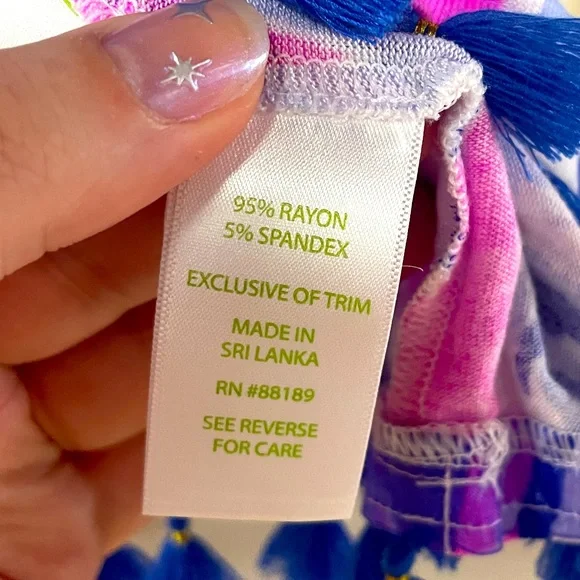 95% RAYON
5% SPANDEX
EXCLUSIVE OF TRIM
MADE IN
SRI LANKA
RN #88189
SEE REVERSE
FOR CARE